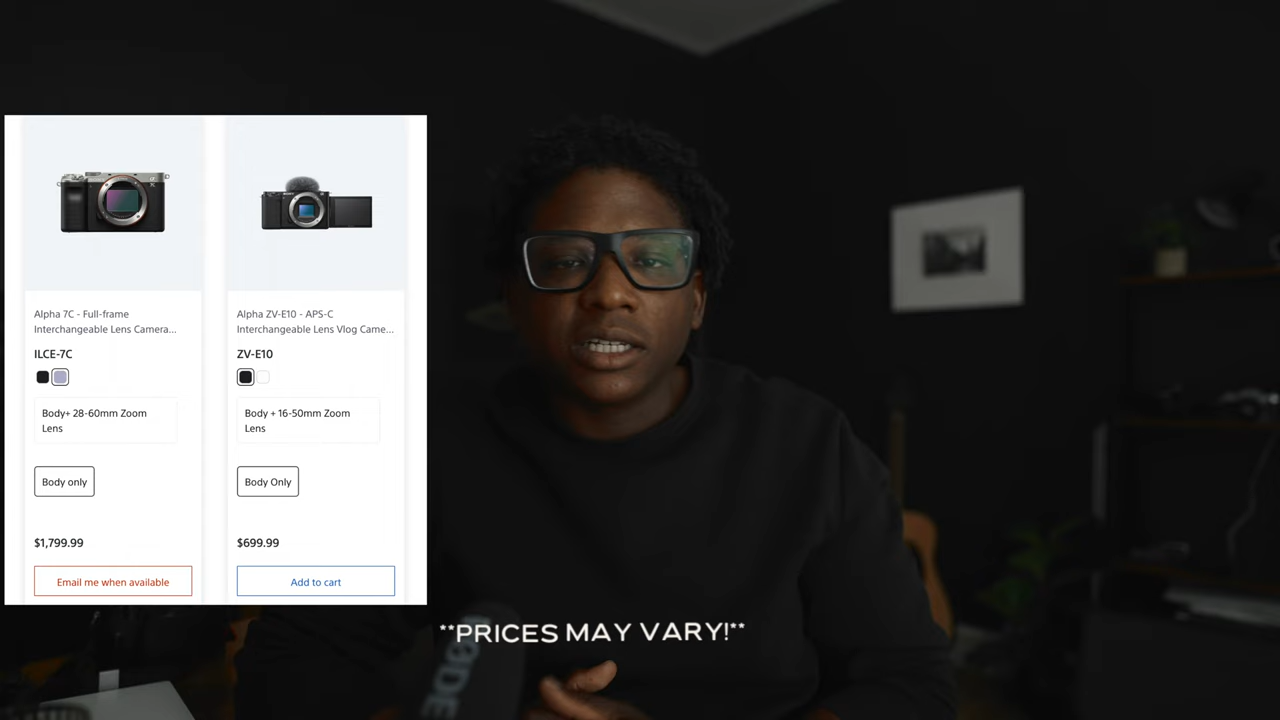 Alpha 7C - Full-frame
Interchangeable Lens Camera...
ILCE-7C
Body+ 28-60mm Zoom
Lens
Body only
$1,799.99
Email me when available
Alpha ZV-E10 - APS-C
Interchangeable Lens Vlog Came...
ZV-E10
Body + 16-50mm Zoom
Lens
Body Only
$699.99
Add to cart
**PRICES MAY VARY!**
RØDE